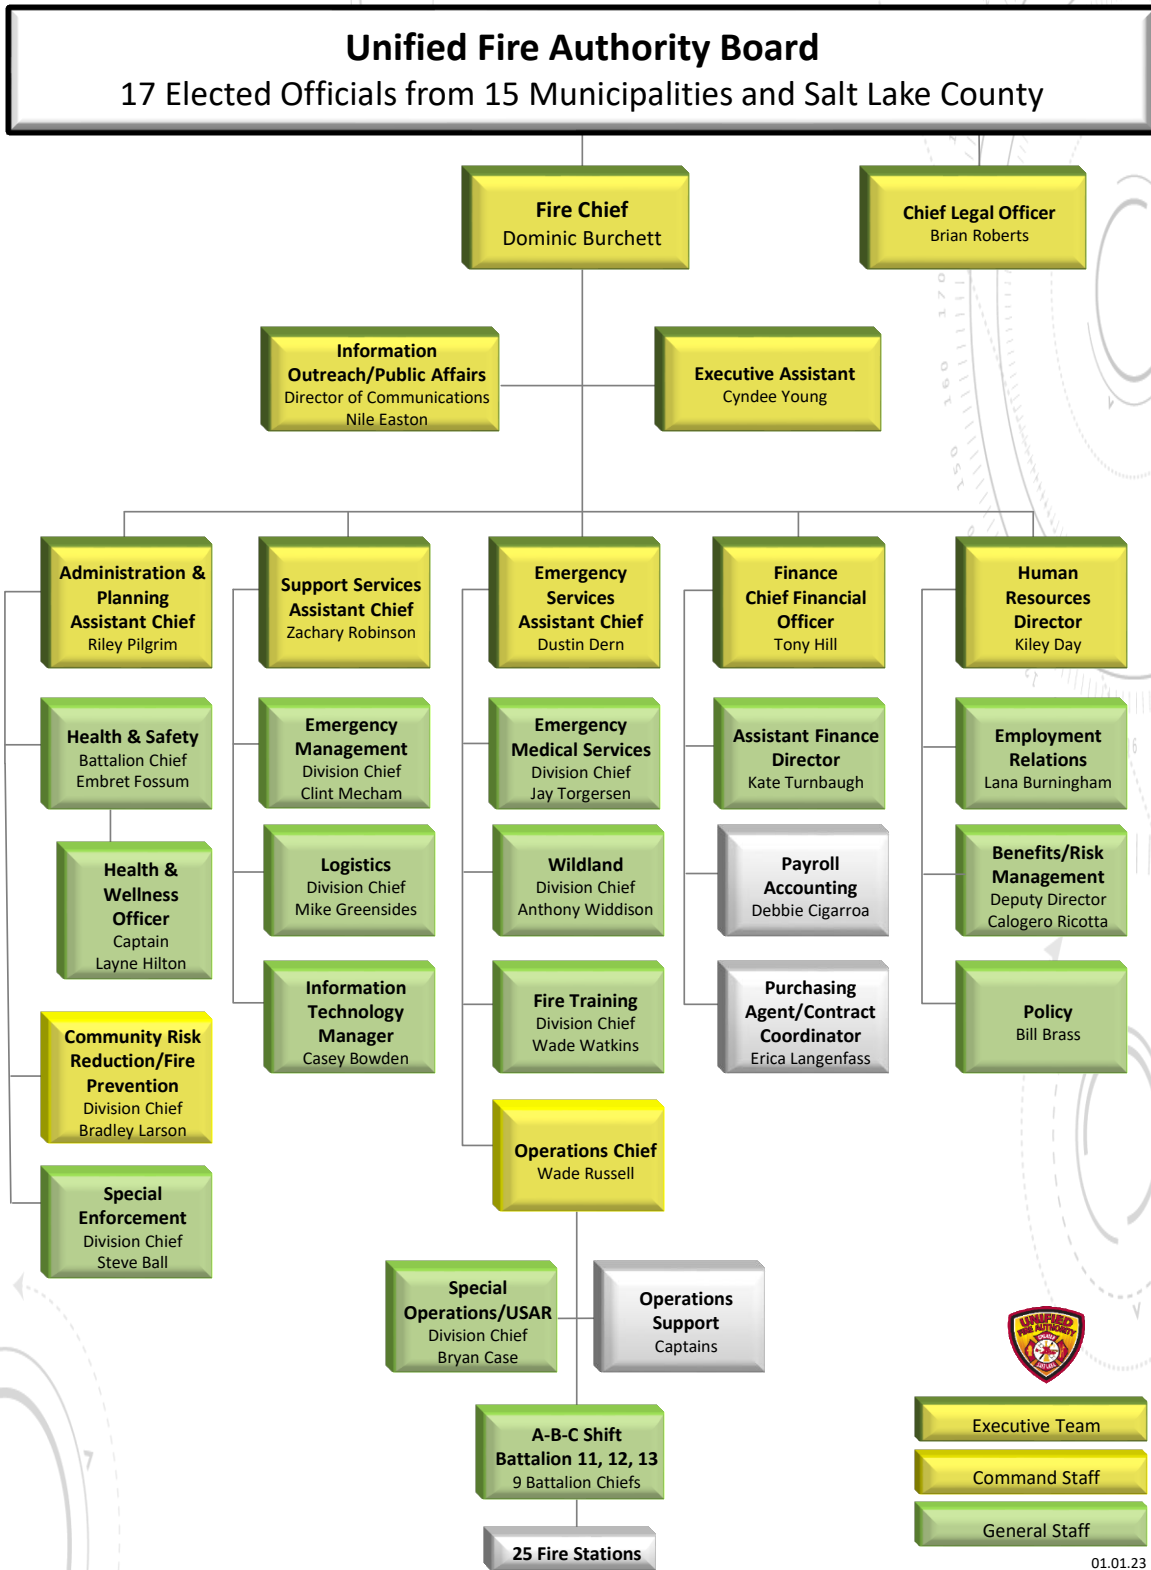 Unified Fire Authority Board
17 Elected Officials from 15 Municipalities and Salt Lake County
Fire Chief
Dominic Burchett
Chief Legal Officer
Brian Roberts
Information
Outreach/Public Affairs
Director of Communications
Nile Easton
Executive Assistant
Cyndee Young
Administration &
Planning
Assistant Chief
Riley Pilgrim
Support Services
Assistant Chief
Zachary Robinson
Emergency
Services
Assistant Chief
Dustin Dern
Finance
Chief Financial
Officer
Tony Hill
Human
Resources
Director
Kiley Day
Health & Safety
Battalion Chief
Embret Fossum
Emergency
Management
Division Chief
Clint Mecham
Emergency
Medical Services
Division Chief
Jay Torgersen
Assistant Finance
Director
Kate Turnbaugh
Employment
Relations
Lana Burningham
Health &
Wellness
Officer
Captain
Layne Hilton
Logistics
Division Chief
Mike Greensides
Wildland
Division Chief
Anthony Widdison
Payroll
Accounting
Debbie Cigarroa
Benefits/Risk
Management
Deputy Director
Calogero Ricotta
Community Risk
Reduction/Fire
Prevention
Division Chief
Bradley Larson
Information
Technology
Manager
Casey Bowden
Fire Training
Division Chief
Wade Watkins
Purchasing
Agent/Contract
Coordinator
Erica Langenfass
Policy
Bill Brass
Special
Enforcement
Division Chief
Steve Ball
Operations Chief
Wade Russell
Special
Operations/USAR
Division Chief
Bryan Case
Operations
Support
Captains
A-B-C Shift
Battalion 11, 12, 13
9 Battalion Chiefs
25 Fire Stations
UNIFIED
FIRE AUTHORITY
Executive Team
Command Staff
General Staff
01.01.23
170
160
150